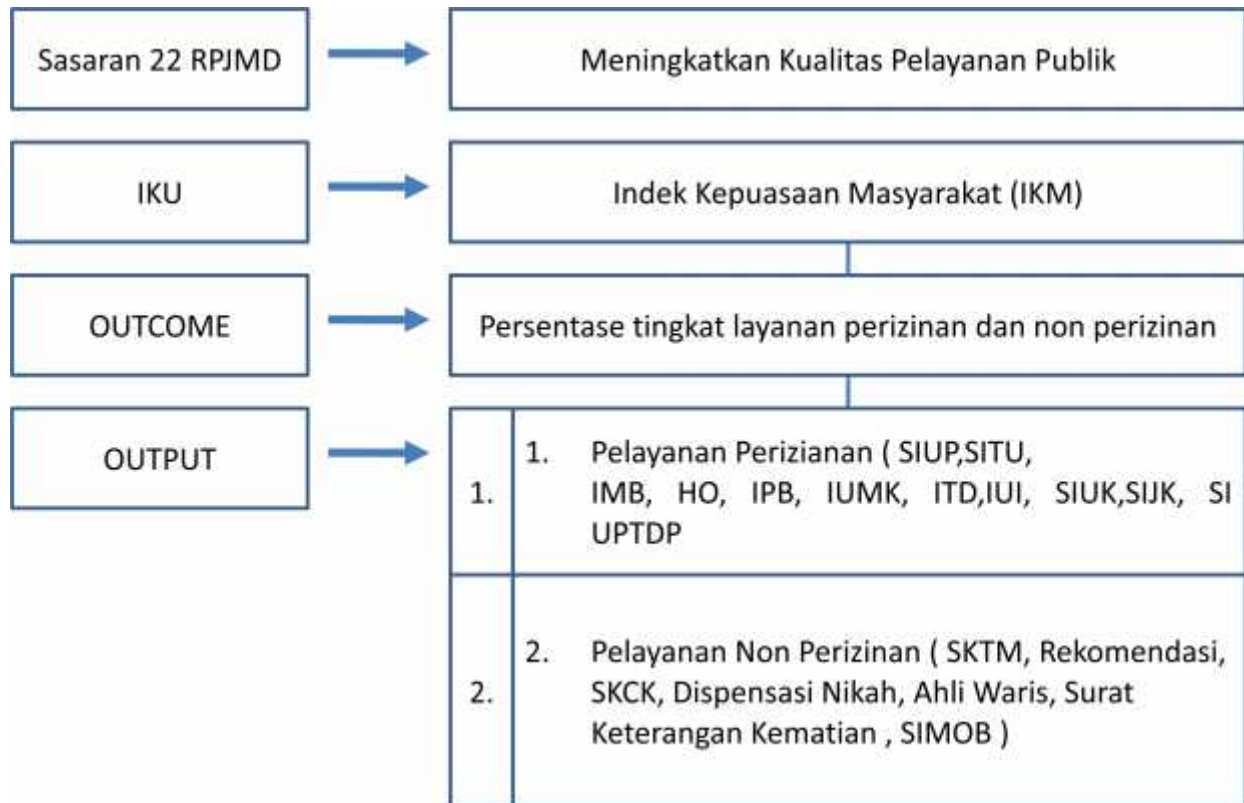 Sasaran 22 RPJMD
Meningkatkan Kualitas Pelayanan Publik
IKU
Indek Kepuasaan Masyarakat (IKM)
OUTCOME
Persentase tingkat layanan perizinan dan non perizinan
OUTPUT
1.
1. Pelayanan Perizianan ( SIUP,SITU,
IMB, HO, IPB, IUMK, ITD,IUI, SIUK,SIJK, SI
UPTDP
2.
2. Pelayanan Non Perizinan ( SKTM, Rekomendasi,
SKCK, Dispensasi Nikah, Ahli Waris, Surat
Keterangan Kematian , SIMOB )